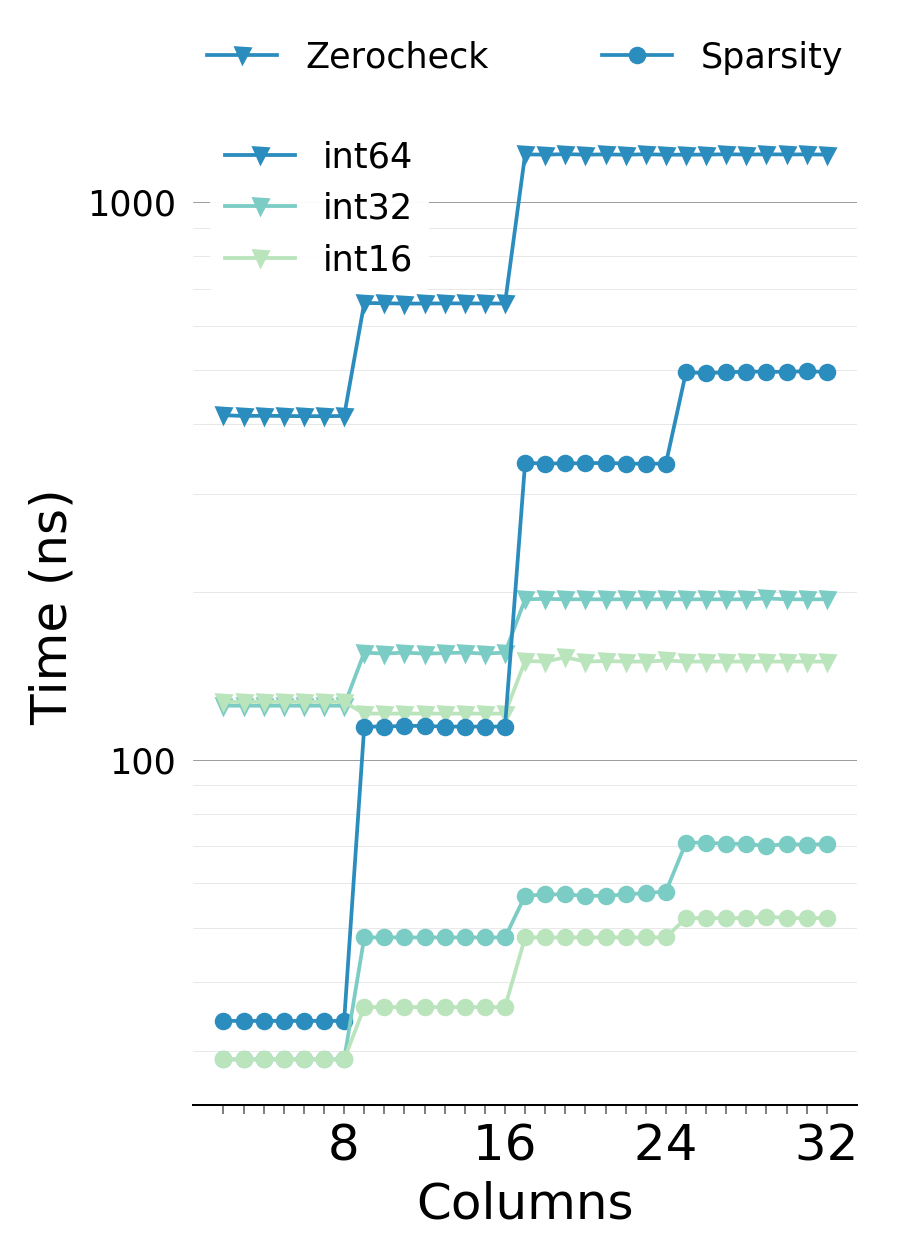 Zerocheck Sparsity
int64
int32
int16
1000
100
Time (ns)
8 16 24 32
Columns